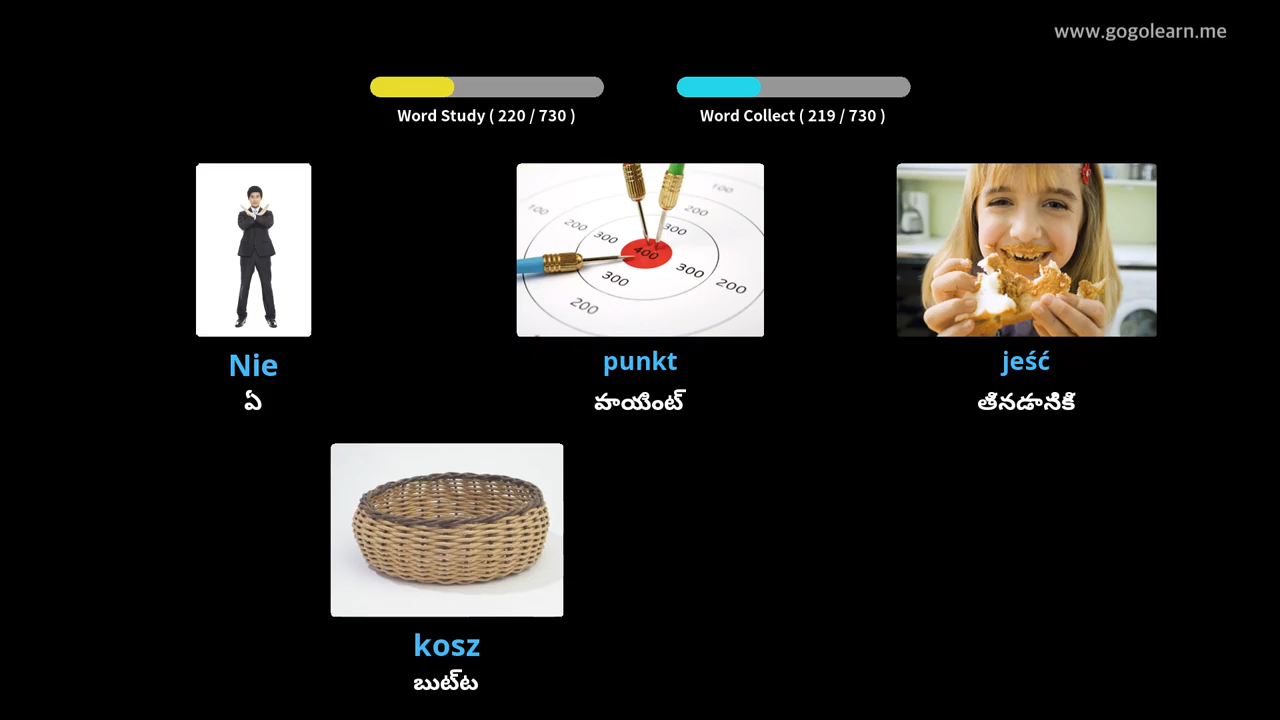 www.gogolearn.me
Word Study ( 220 / 730 )
Word Collect ( 219 / 730 )
Nie
ఏ
punkt
పాయింట్
jeść
తినడానికి
kosz
బుట్ట